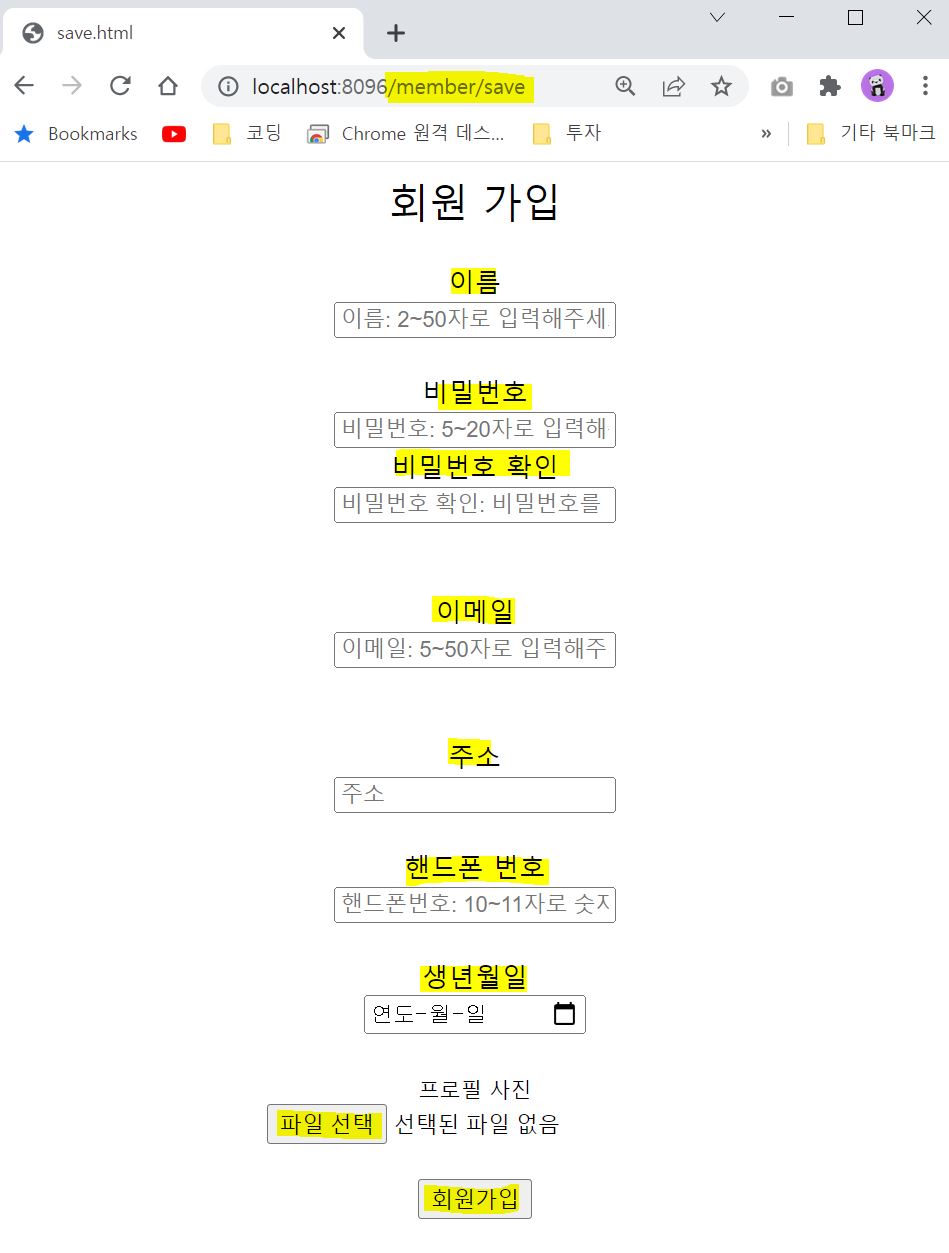 save.html
localhost:8096/member/save
Bookmarks 코딩 Chrome 원격 데스... 투자 » 기타 북마크
회원 가입
이름
이름: 2~50자로 입력해주세
비밀번호
비밀번호: 5~20자로 입력해
비밀번호 확인
비밀번호 확인: 비밀번호를
이메일
이메일: 5~50자로 입력해주
주소
주소
핸드폰 번호
핸드폰번호: 10~11자로 숫자
생년월일
연도-월-일
프로필 사진
파일 선택 선택된 파일 없음
회원가입